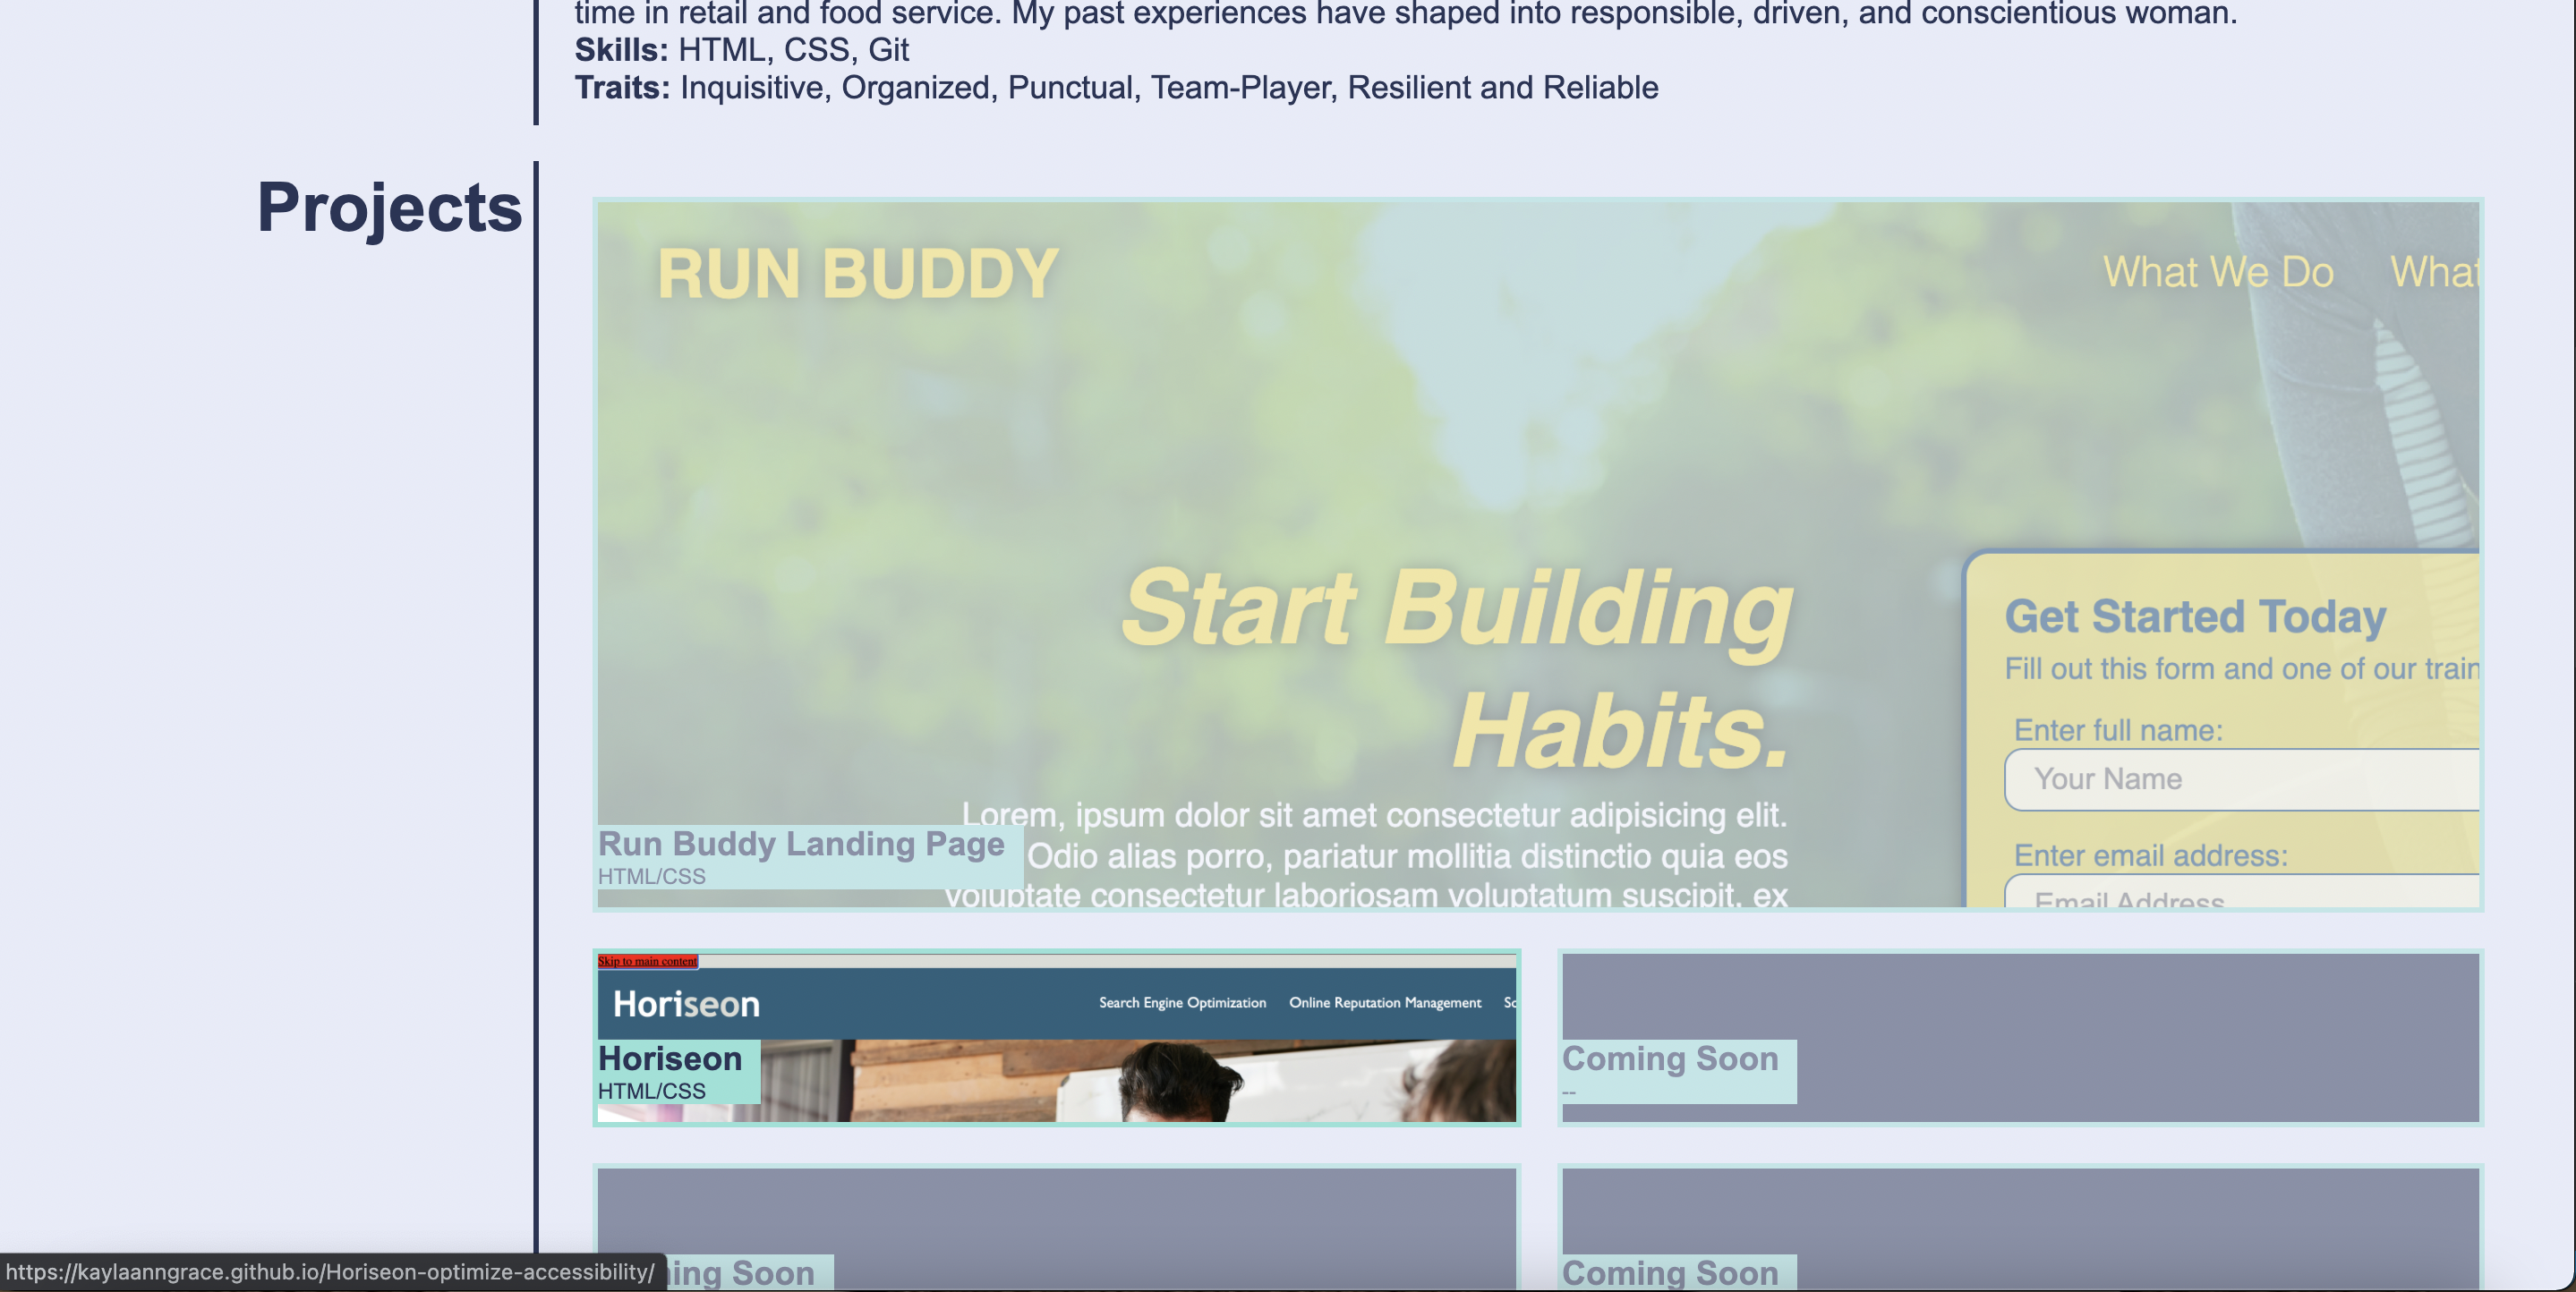 time in retail and food service. My past experiences have shaped into responsible, driven, and conscientious woman.
Skills: HTML, CSS, Git
Traits: Inquisitive, Organized, Punctual, Team-Player, Resilient and Reliable
Projects
RUN BUDDY
What We Do
What
Start Building
Habits.
Lorem, ipsum dolor sit amet consectetur adipisicing elit.
Odio alias porro, pariatur mollitia distinctio quia eos
voluptate consectetur laboriosam voluptatum suscipit, ex
Get Started Today
Fill out this form and one of our train
Enter full name:
Your Name
Enter email address:
Email Address
Run Buddy Landing Page
HTML/CSS
Skip to main content
Horiseon
Search Engine Optimization
Online Reputation Management
So
Horiseon
HTML/CSS
Coming Soon
--
ing Soon
Coming Soon
https://kaylaanngrace.github.io/Horiseon-optimize-accessibility/